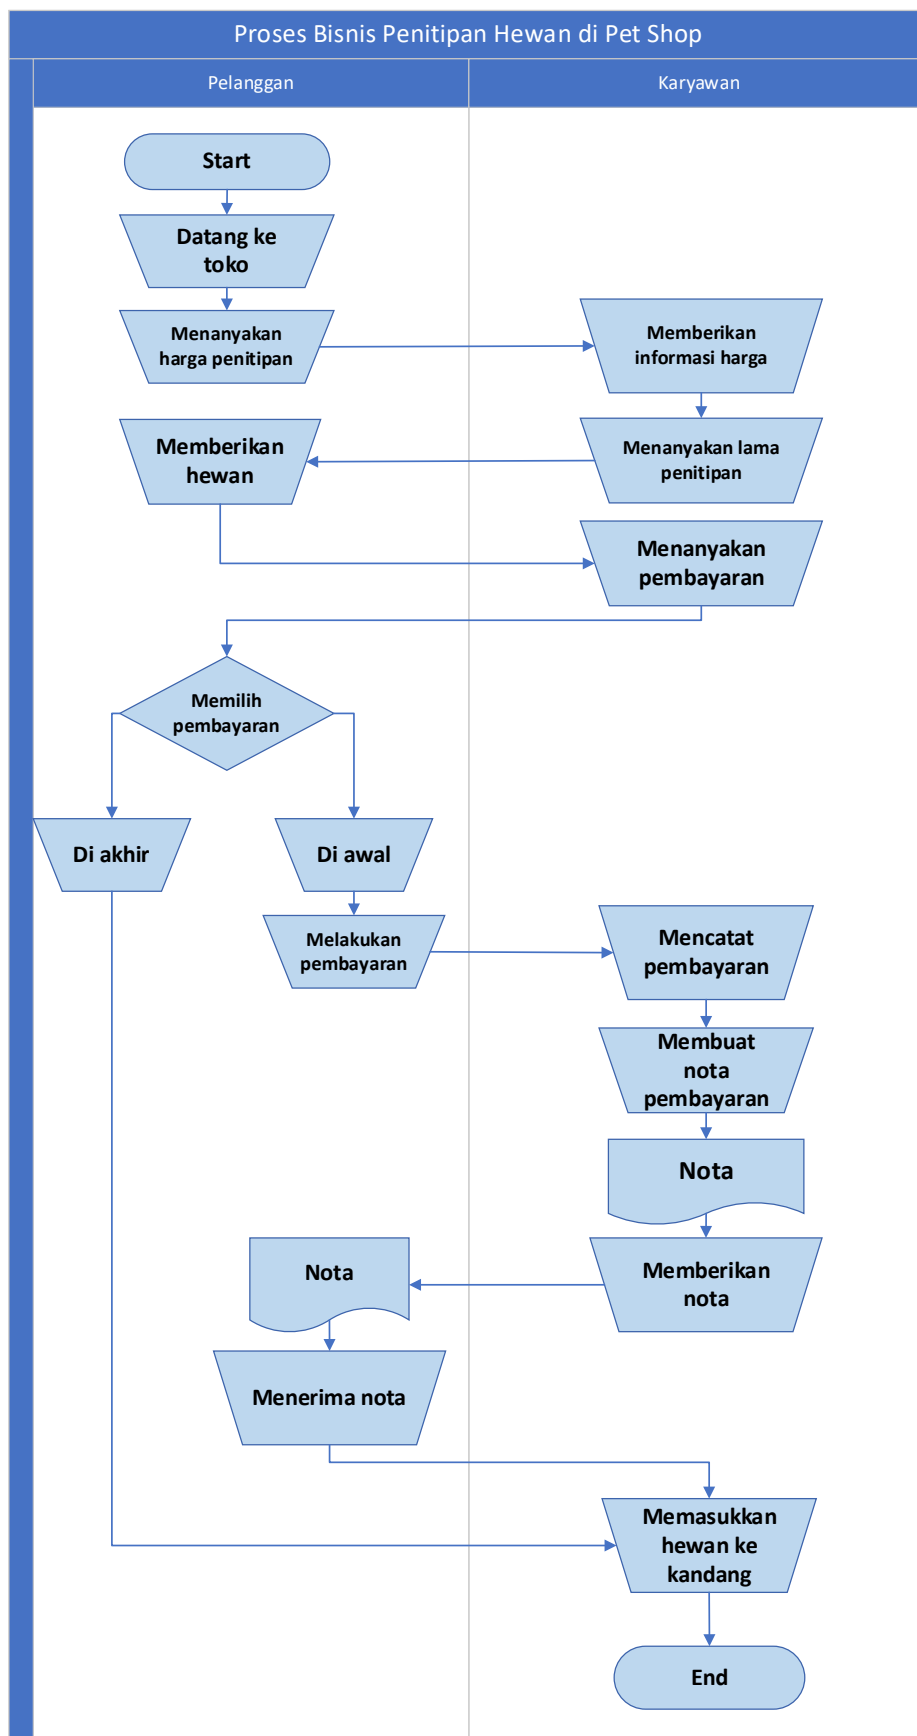 Proses Bisnis Penitipan Hewan di Pet Shop
Pelanggan
Karyawan
Start
Datang ke
toko
Menanyakan
harga penitipan
Memberikan
informasi harga
Menanyakan lama
penitipan
Memberikan
hewan
Menanyakan
pembayaran
Memilih
pembayaran
Di akhir
Di awal
Melakukan
pembayaran
Mencatat
pembayaran
Membuat
nota
pembayaran
Nota
Memberikan
nota
Nota
Menerima nota
Memasukkan
hewan ke
kandang
End